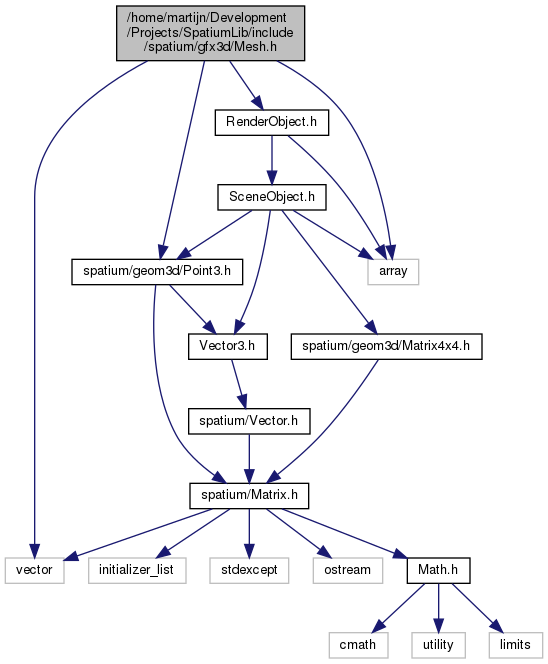 /home/martijn/Development
/Projects/SpatiumLib/include
/spatium/gfx3d/Mesh.h
RenderObject.h
SceneObject.h
spatium/geom3d/Point3.h
array
Vector3.h
spatium/geom3d/Matrix4x4.h
spatium/Vector.h
spatium/Matrix.h
vector
initializer_list
stdexcept
ostream
Math.h
cmath
utility
limits